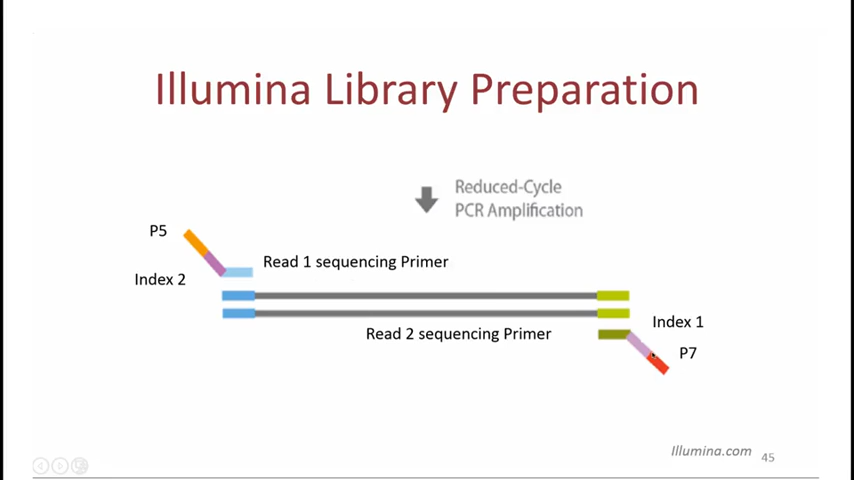 Illumina Library Preparation
Reduced-Cycle
PCR Amplification
P5
Read 1 sequencing Primer
Index 2
Index 1
Read 2 sequencing Primer
P7
Illumina.com
45